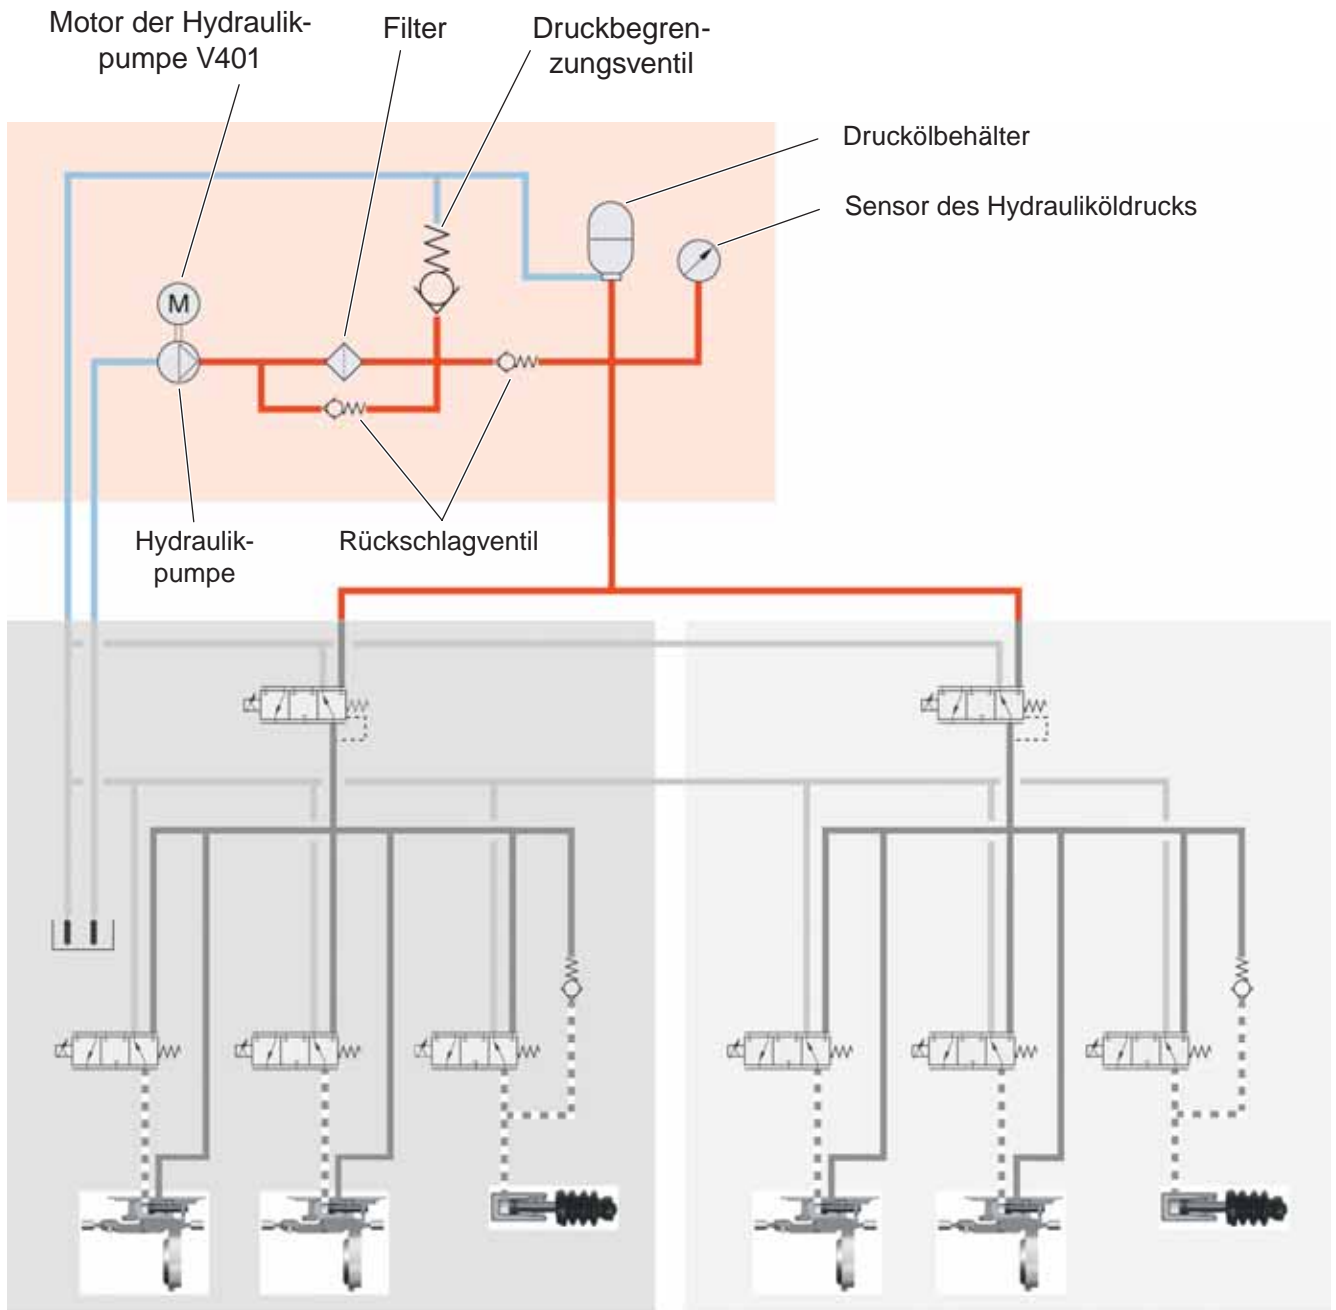 Motor der Hydraulik-
pumpe V401
Filter
Druckbegren-
zungsventil
Druckölbehälter
Sensor des Hydrauliköldrucks
M
Hydraulik-
pumpe
Rückschlagventil